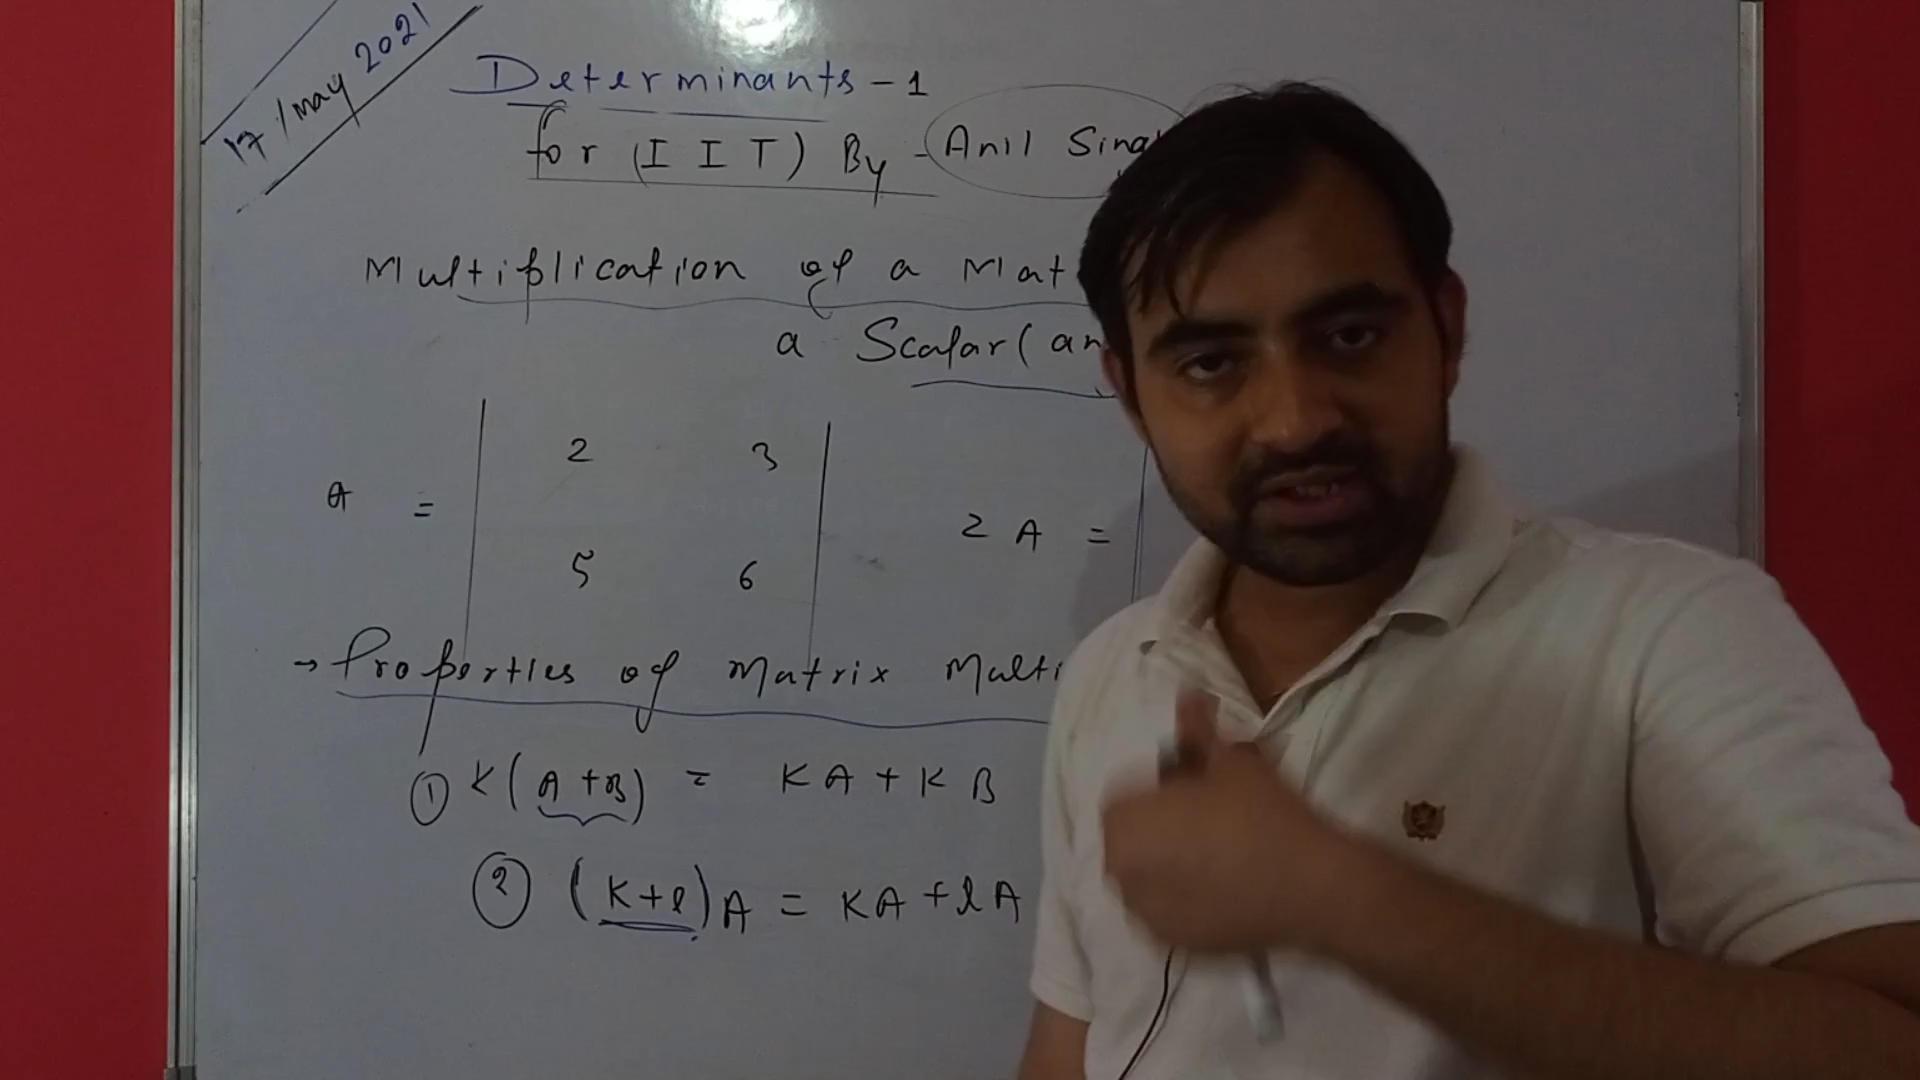 17/May 2021
Determinants-1
for (IIT) By - Anil Sing
Multiplication of a Mat
a Scalar (an
A = | 2 3 |
| 5 6 |
2A = |
→ Properties of Matrix Multi
① K(A+B) = KA+KB
② (K+l)A = KA+lA